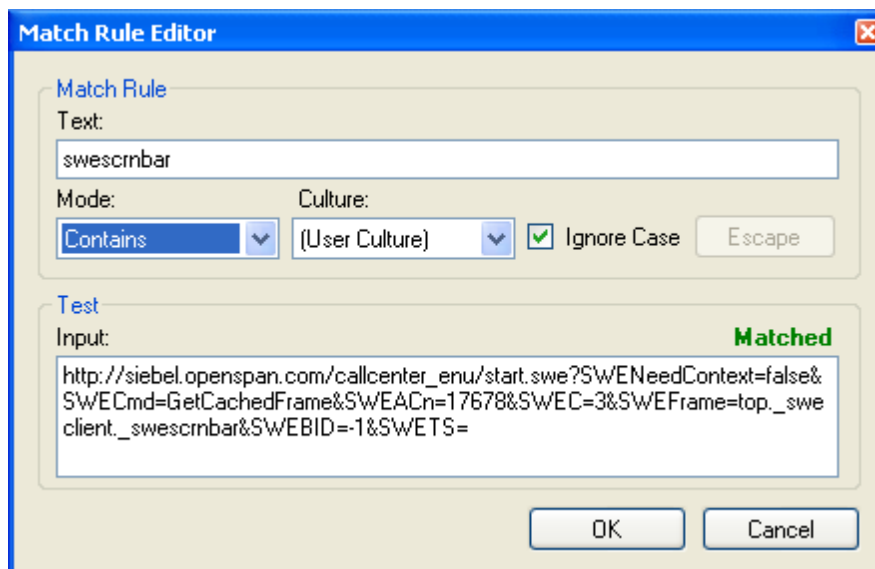 Match Rule Editor
Match Rule
Text:
swescrnbar
Mode: Culture:
Contains (User Culture) Ignore Case Escape
Test
Input: Matched
http://siebel.openspan.com/callcenter_enu/start.swe?SWENeedContext=false&
SWECmd=GetCachedFrame&SWEACn=17678&SWEC=3&SWEFrame=top._swe
client._swescrnbar&SWEBID=-1&SWETS=
OK Cancel